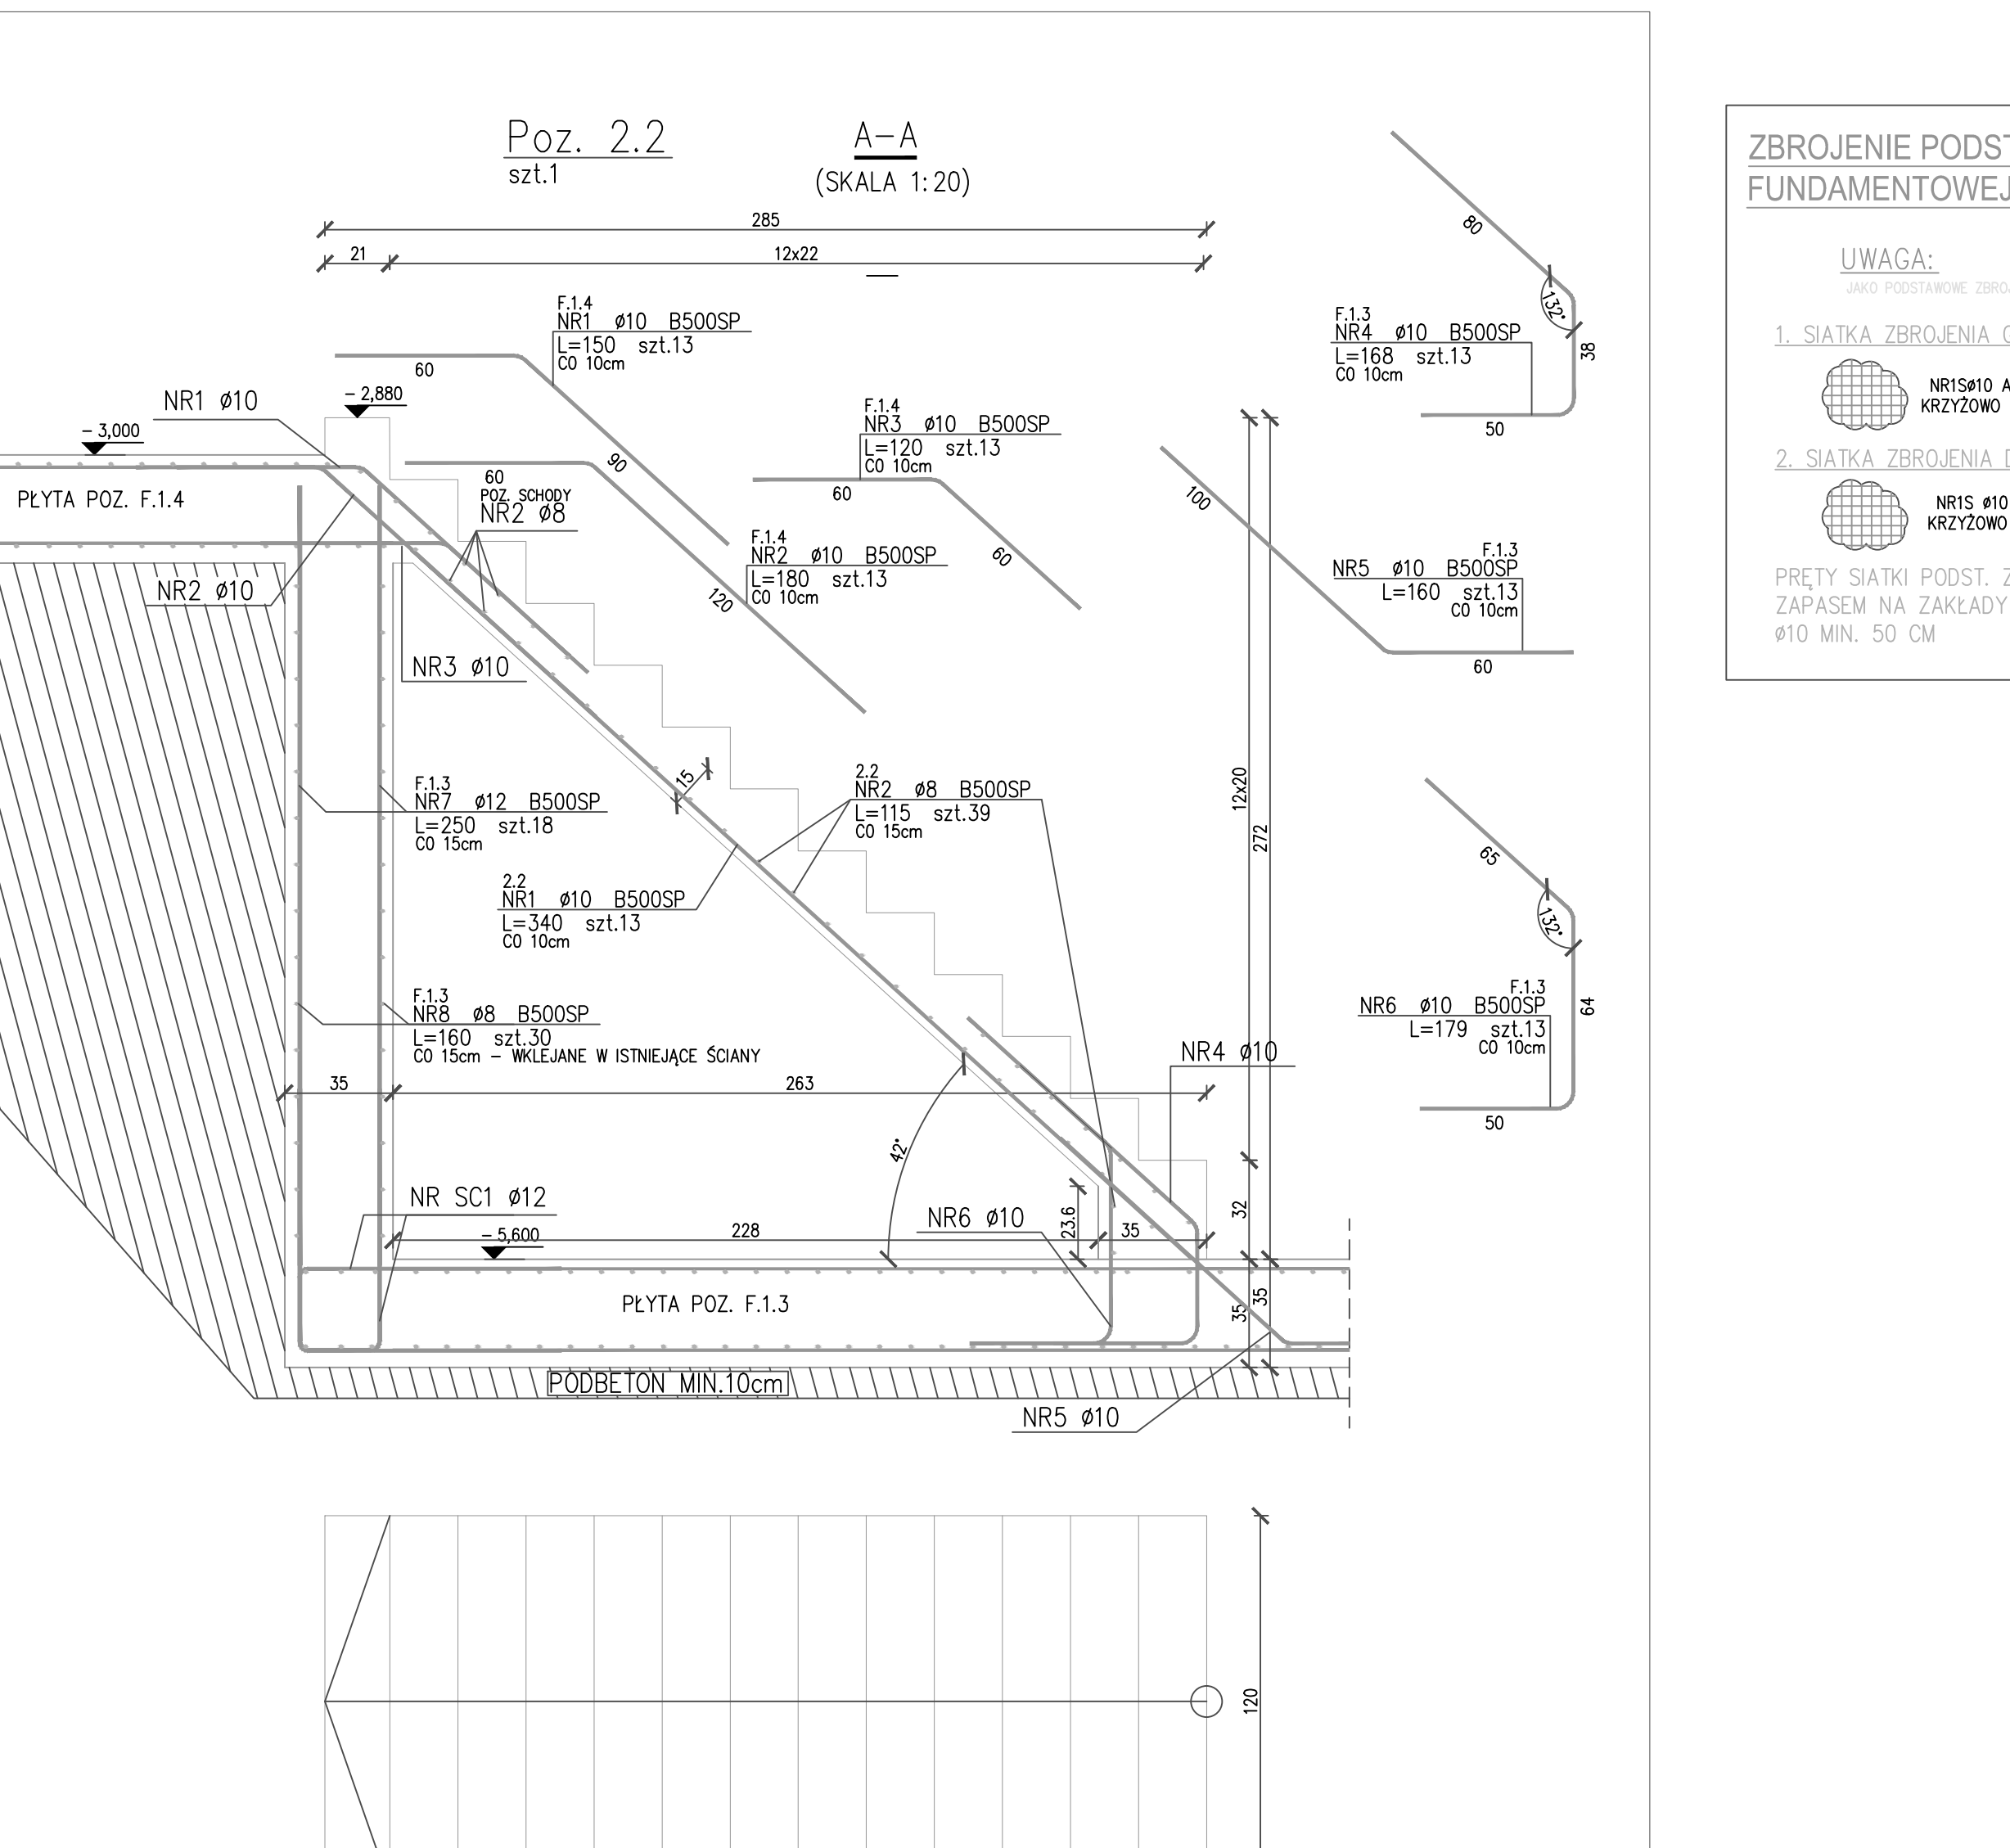 Poz. 2.2
szt.1
A–A
(SKALA 1:20)
285
21
12x22
F.1.4
NR1 ø10 B500SP
L=150 szt.13
CO 10cm
60
90
NR1 ø10
– 2,880
– 3,000
PŁYTA POZ. F.1.4
NR2 ø10
60
POZ. SCHODY
NR2 ø8
120
F.1.4
NR3 ø10 B500SP
L=120 szt.13
CO 10cm
60
60
F.1.4
NR2 ø10 B500SP
L=180 szt.13
CO 10cm
NR3 ø10
80
132°
38
50
F.1.3
NR4 ø10 B500SP
L=168 szt.13
CO 10cm
100
F.1.3
NR5 ø10 B500SP
L=160 szt.13
CO 10cm
60
15
F.1.3
NR7 ø12 B500SP
L=250 szt.18
CO 15cm
2.2
NR2 ø8 B500SP
L=115 szt.39
CO 15cm
2.2
NR1 ø10 B500SP
L=340 szt.13
CO 10cm
12x20
272
65
132°
64
50
F.1.3
NR6 ø10 B500SP
L=179 szt.13
CO 10cm
F.1.3
NR8 ø8 B500SP
L=160 szt.30
CO 15cm – WKLEJANE W ISTNIEJĄCE ŚCIANY
35
263
42°
NR4 ø10
NR SC1 ø12
– 5,600
228
NR6 ø10
23.6
35
32
35
35
PŁYTA POZ. F.1.3
PODBETON MIN.10cm
NR5 ø10
120
ZBROJENIE PODST
FUNDAMENTOWEJ
UWAGA:
JAKO PODSTAWOWE ZBROJ
1. SIATKA ZBROJENIA
NR1Sø10 A
KRZYŻOWO
2. SIATKA ZBROJENIA
NR1S ø10
KRZYŻOWO
PRĘTY SIATKI PODST. Z
ZAPASEM NA ZAKŁADY
ø10 MIN. 50 CM